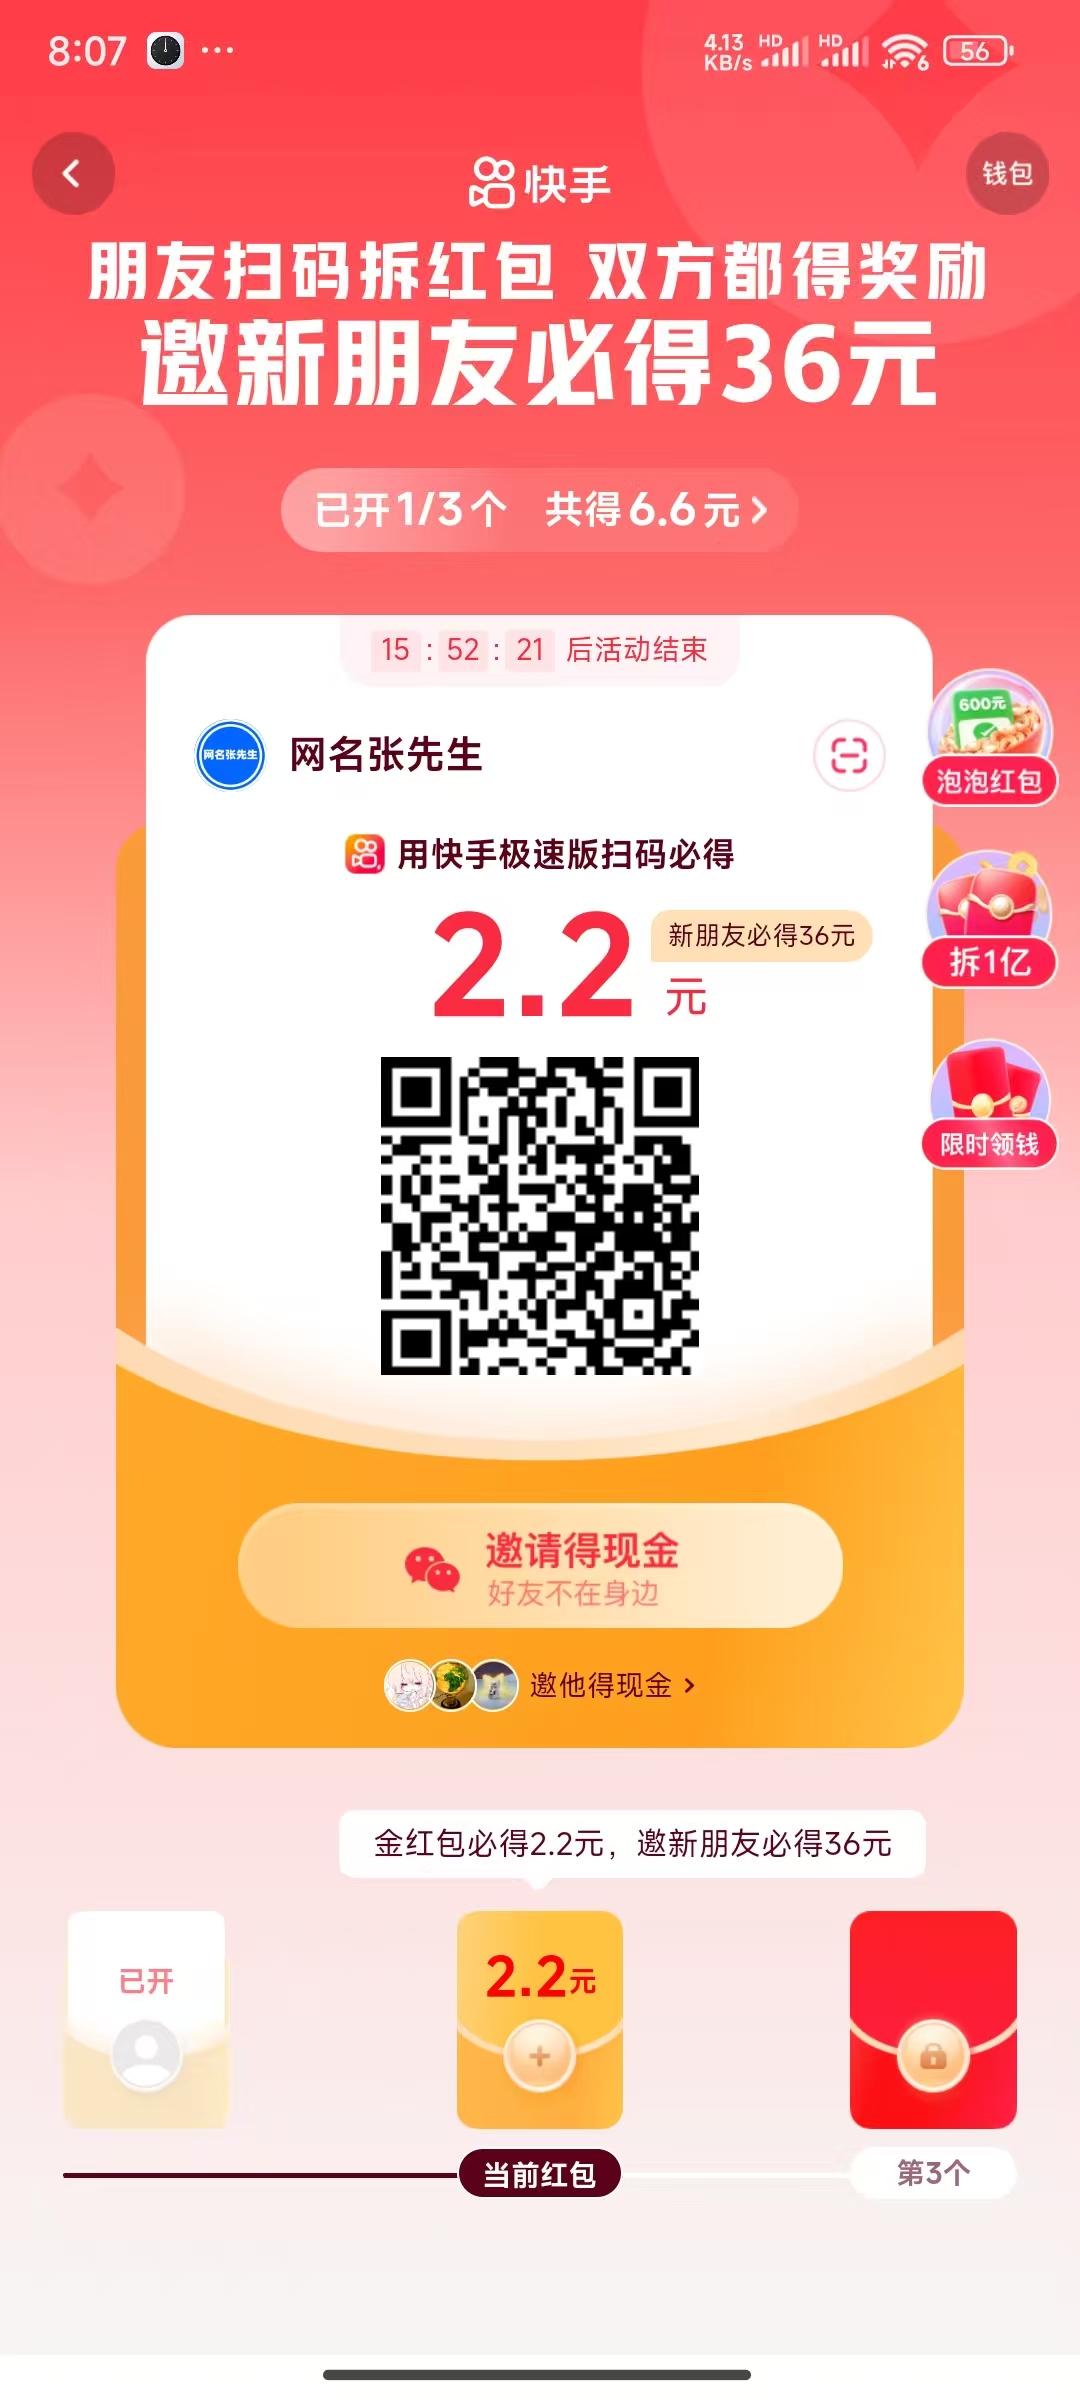 8:07
4.13 KB/s HD HD 6 56
钱包
快手
朋友扫码拆红包 双方都得奖励
邀新朋友必得36元
已开1/3个 共得6.6元
15 : 52 : 21 后活动结束
网名张先生
网名张先生
600元
泡泡红包
用快手极速版扫码必得
2.2元
新朋友必得36元
拆1亿
限时领钱
邀请得现金
好友不在身边
邀他得现金
金红包必得2.2元，邀新朋友必得36元
已开
2.2元
当前红包
第3个